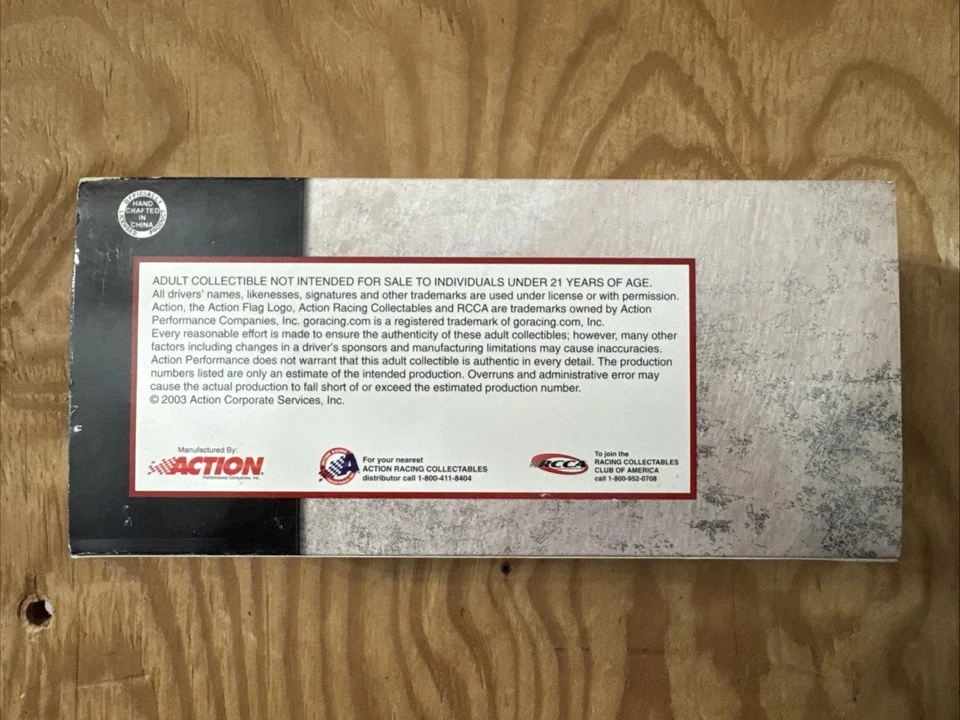 OFFICIALLY
HAND
CRAFTED
IN
CHINA
LICENSED PRODUCT
ADULT COLLECTIBLE NOT INTENDED FOR SALE TO INDIVIDUALS UNDER 21 YEARS OF AGE.
All drivers' names, likenesses, signatures and other trademarks are used under license or with permission.
Action, the Action Flag Logo, Action Racing Collectables and RCCA are trademarks owned by Action
Performance Companies, Inc. goracing.com is a registered trademark of goracing.com, Inc.
Every reasonable effort is made to ensure the authenticity of these adult collectibles; however, many other
factors including changes in a driver's sponsors and manufacturing limitations may cause inaccuracies.
Action Performance does not warrant that this adult collectible is authentic in every detail. The production
numbers listed are only an estimate of the intended production. Overruns and administrative error may
cause the actual production to fall short of or exceed the estimated production number.
© 2003 Action Corporate Services, Inc.
Manufactured By:
ACTION
Performance Companies, Inc.
For your nearest
ACTION RACING COLLECTABLES
distributor call 1-800-411-8404
RCCA
To join the
RACING COLLECTABLES
CLUB OF AMERICA
call 1-800-952-0708